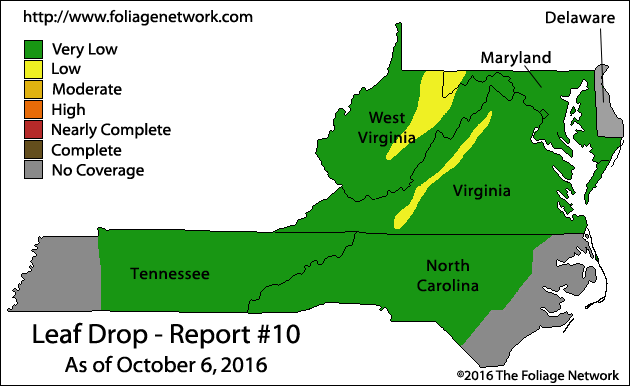 http://www.foliagenetwork.com
Delaware
Very Low
Low
Moderate
High
Nearly Complete
Complete
No Coverage
Maryland
West
Virginia
Virginia
Tennessee
North
Carolina
Leaf Drop - Report #10
As of October 6, 2016
©2016 The Foliage Network